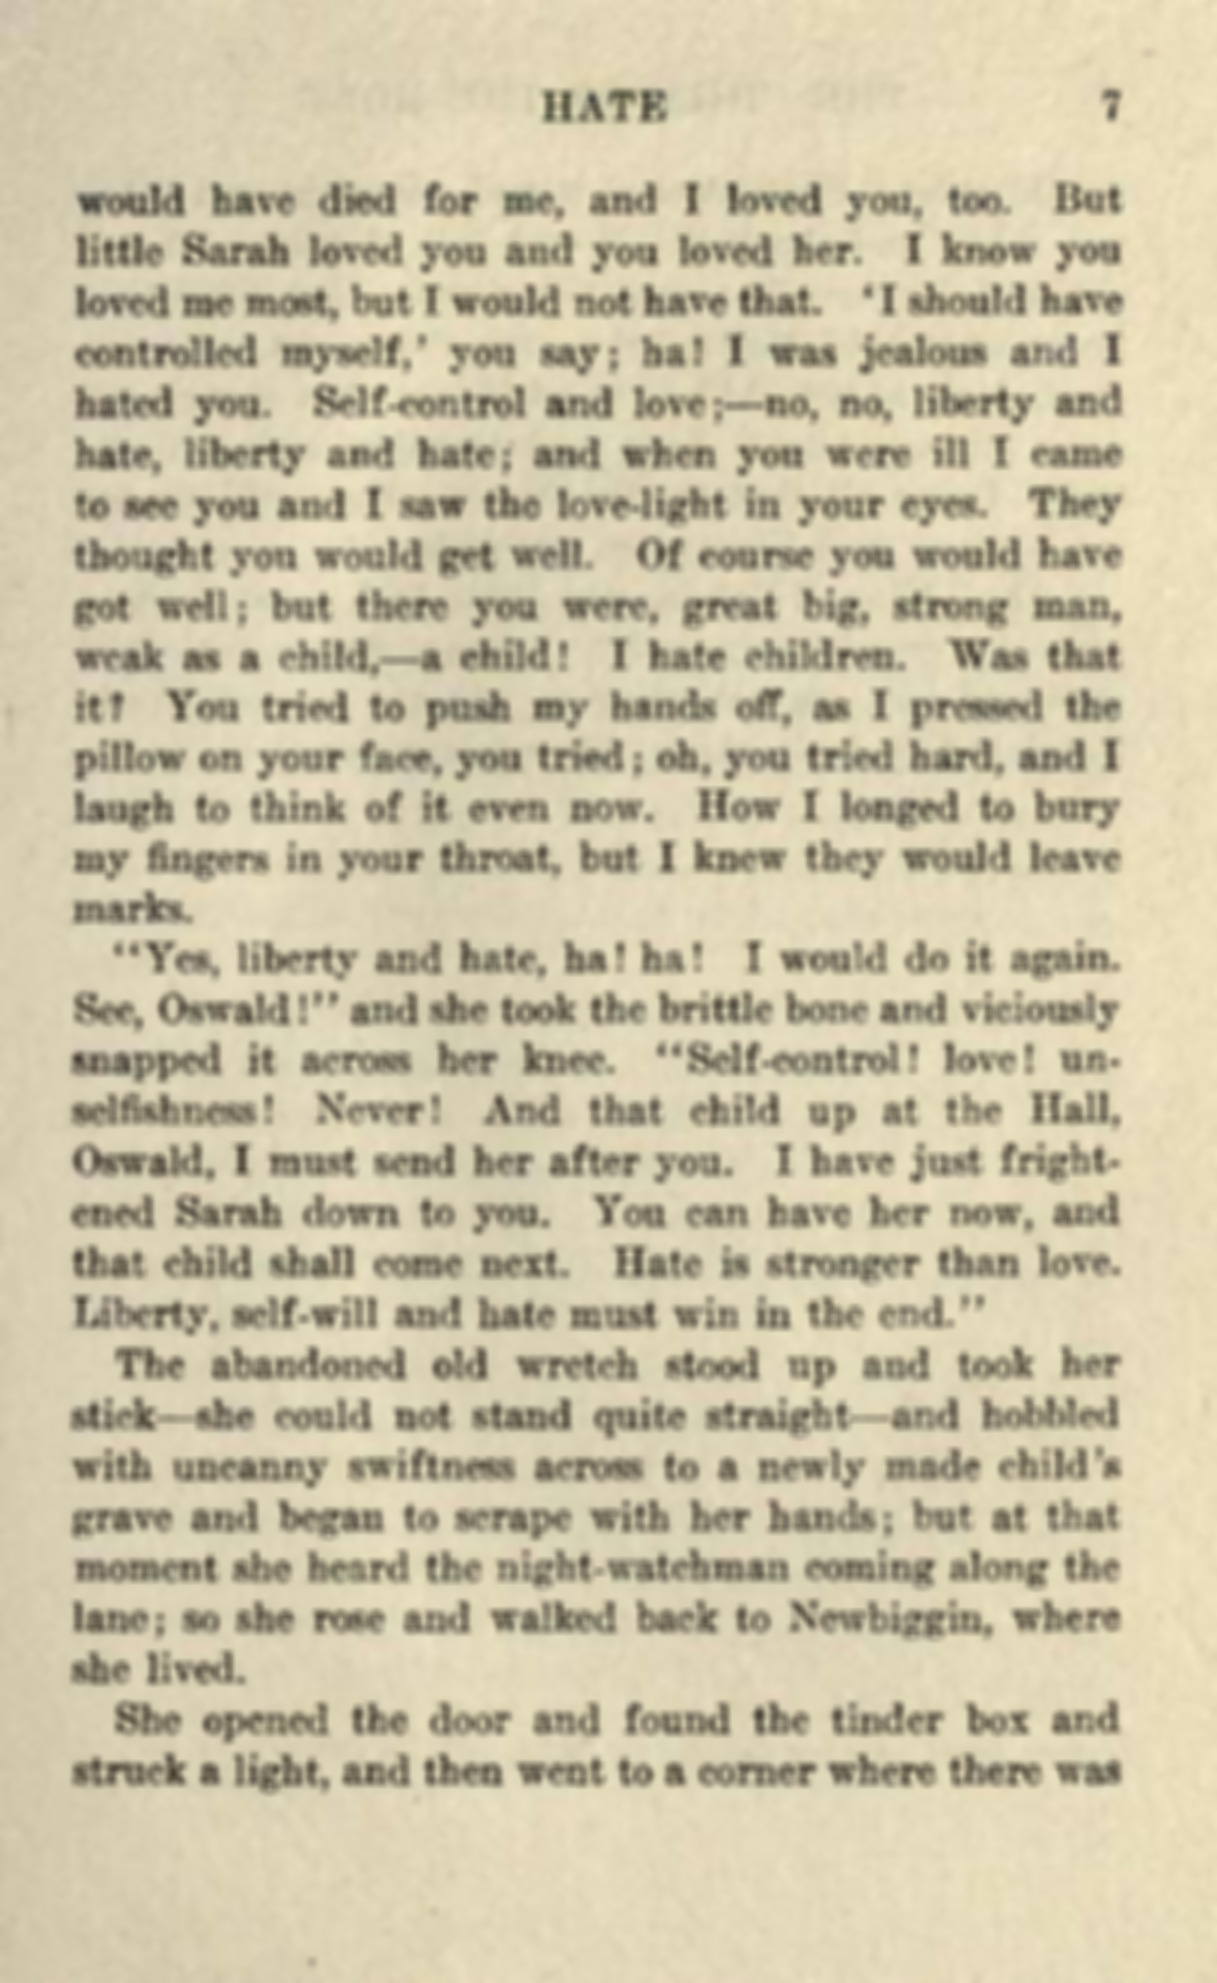 HATE 7
would have died for me, and I loved you, too. But
little Sarah loved you and you loved her. I know you
loved me most, but I would not have that. 'I should have
controlled myself,' you say; ha! I was jealous and I
hated you. Self-control and love;—no, no, liberty and
hate, liberty and hate; and when you were ill I came
to see you and I saw the love-light in your eyes. They
thought you would get well. Of course you would have
got well; but there you were, great big, strong man,
weak as a child,—a child! I hate children. Was that
it? You tried to push my hands off, as I pressed the
pillow on your face, you tried; oh, you tried hard, and I
laugh to think of it even now. How I longed to bury
my fingers in your throat, but I knew they would leave
marks.
"Yes, liberty and hate, ha! ha! I would do it again.
See, Oswald!" and she took the brittle bone and viciously
snapped it across her knee. "Self-control! love! un-
selfishness! Never! And that child up at the Hall,
Oswald, I must send her after you. I have just fright-
ened Sarah down to you. You can have her now, and
that child shall come next. Hate is stronger than love.
Liberty, self-will and hate must win in the end."
The abandoned old wretch stood up and took her
stick—she could not stand quite straight—and hobbled
with uncanny swiftness across to a newly made child's
grave and began to scrape with her hands; but at that
moment she heard the night-watchman coming along the
lane; so she rose and walked back to Newbiggin, where
she lived.
She opened the door and found the tinder box and
struck a light, and then went to a corner where there was